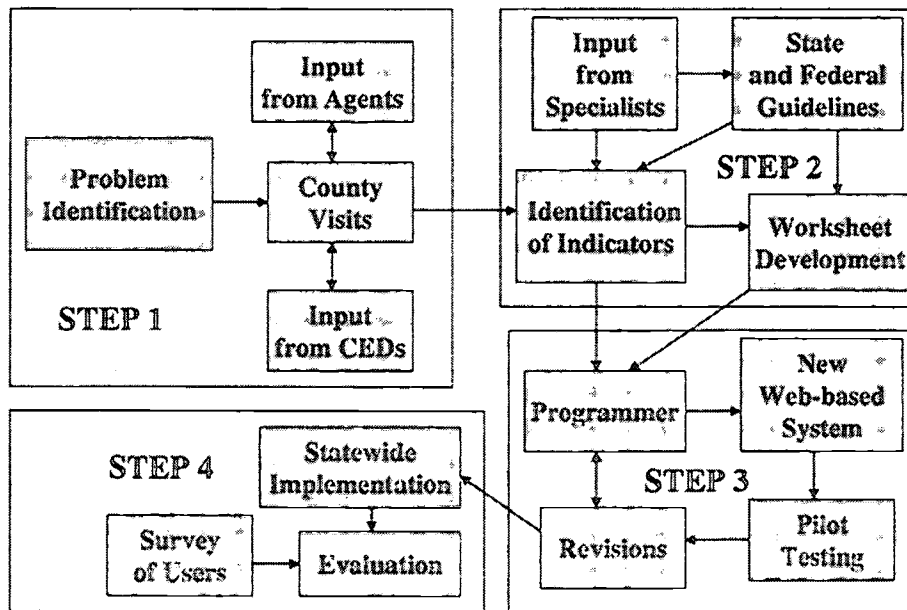 Input
from Agents
Problem
Identification
County
Visits
Input
from CEDs
STEP 1
Input
from
Specialists
State
and Federal
Guidelines
STEP 2
Identification
of Indicators
Worksheet
Development
Programmer
New
Web-based
System
STEP 3
Revisions
Pilot
Testing
STEP 4
Statewide
Implementation
Survey
of Users
Evaluation